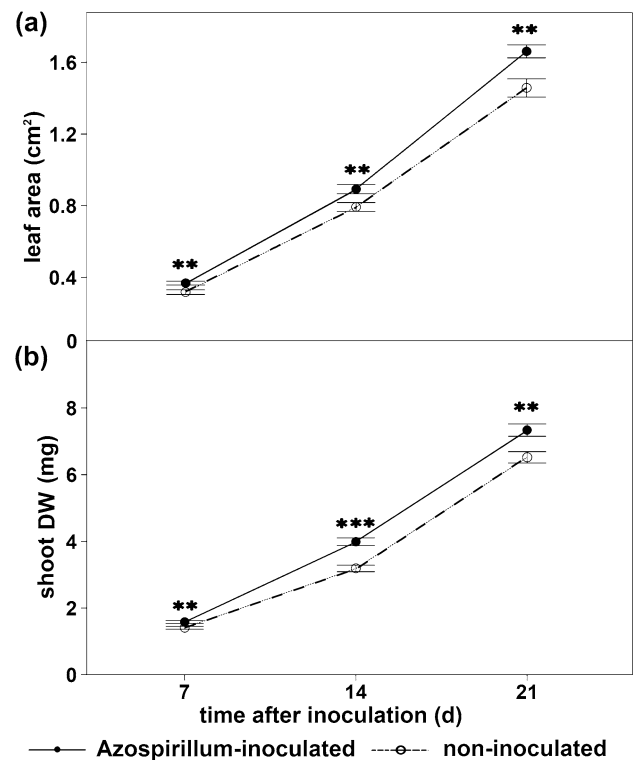 (a)
**
1.6
1.2
**
0.8
**
0.4
0
leaf area (cm²)
(b)
8
**
6
***
4
**
2
0
shoot DW (mg)
7 14 21
time after inoculation (d)
Azospirillum-inoculated non-inoculated